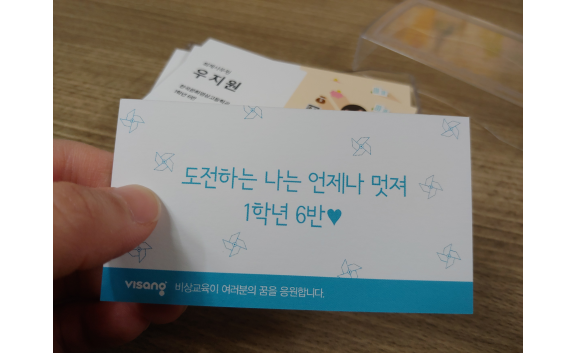 우지원
도전하는 나는 언제나 멋져
1학년 6반♥
visang 비상교육이 여러분의 꿈을 응원합니다.